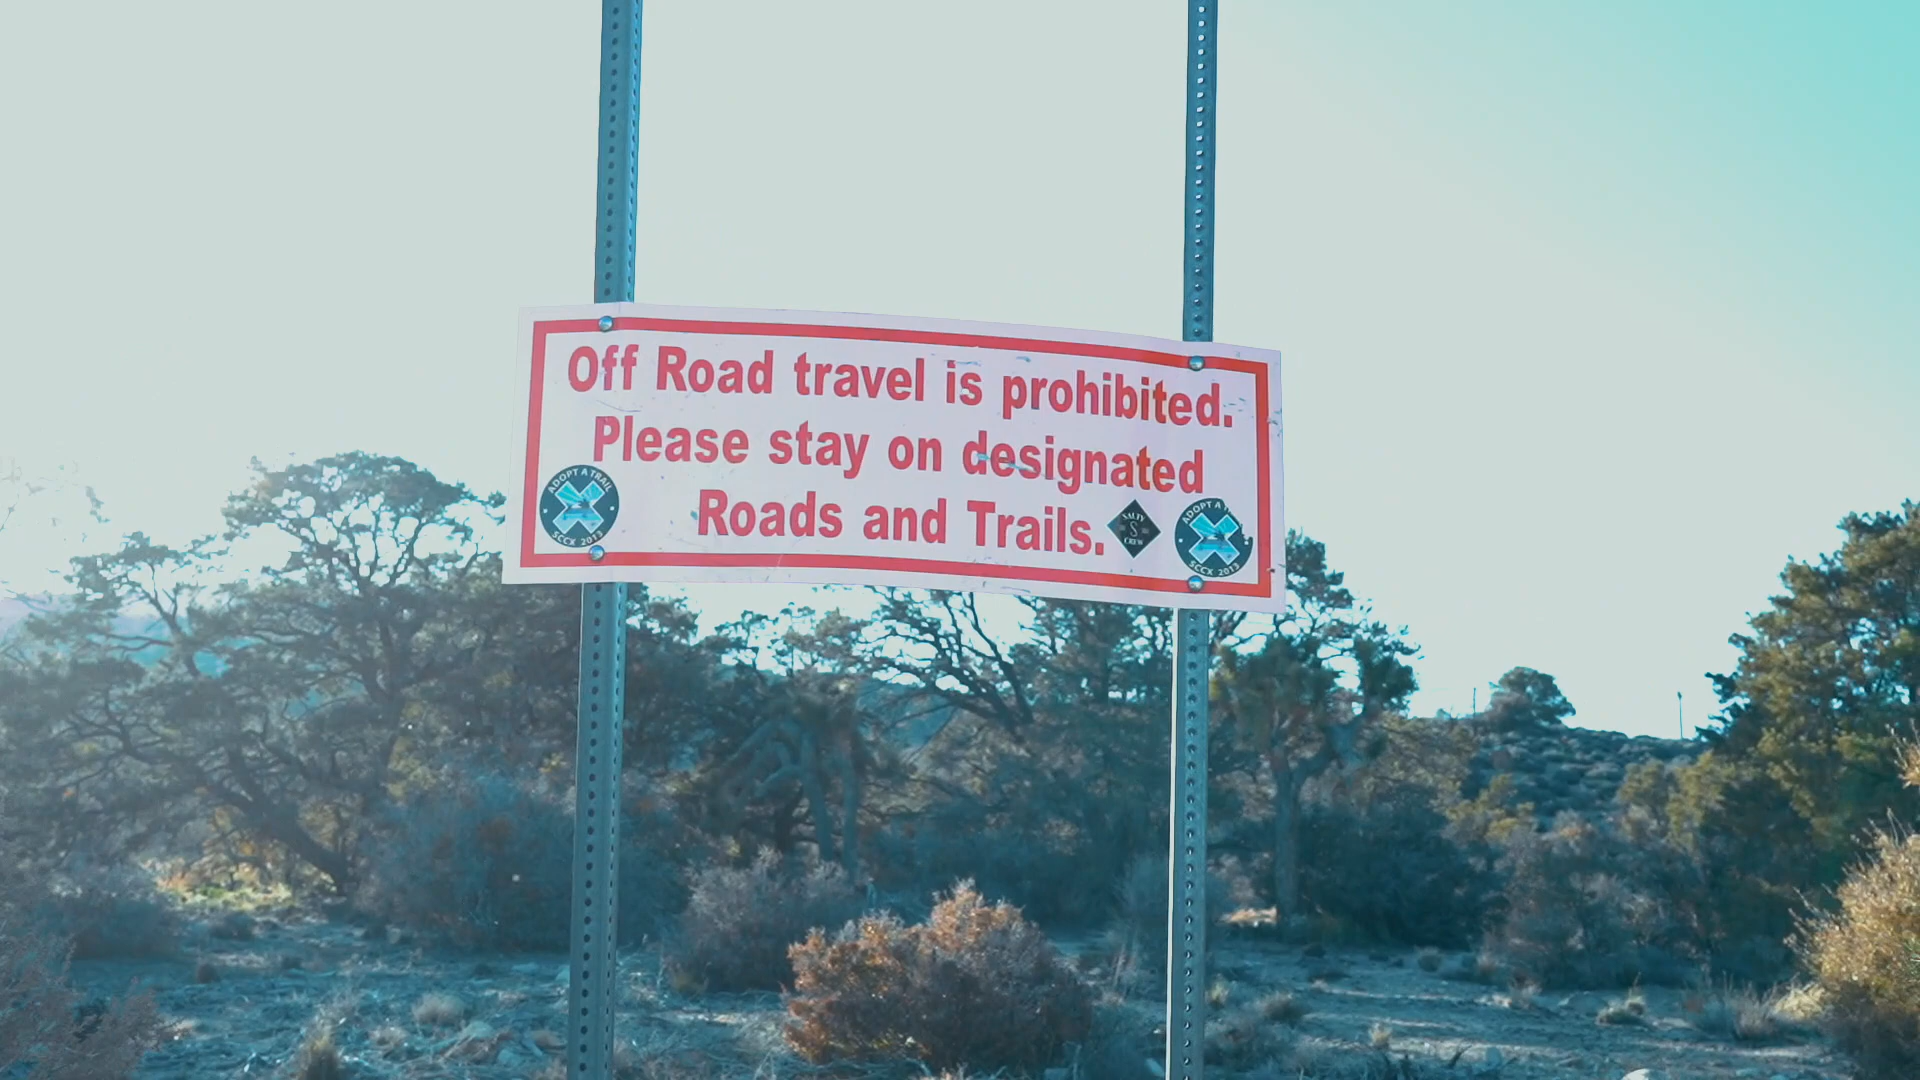 Off Road travel is prohibited.
Please stay on designated
Roads and Trails.
ADOPT A TRAIL
SCCX 2013
SALTY
S
CREW
ADOPT A
SCCX 2013